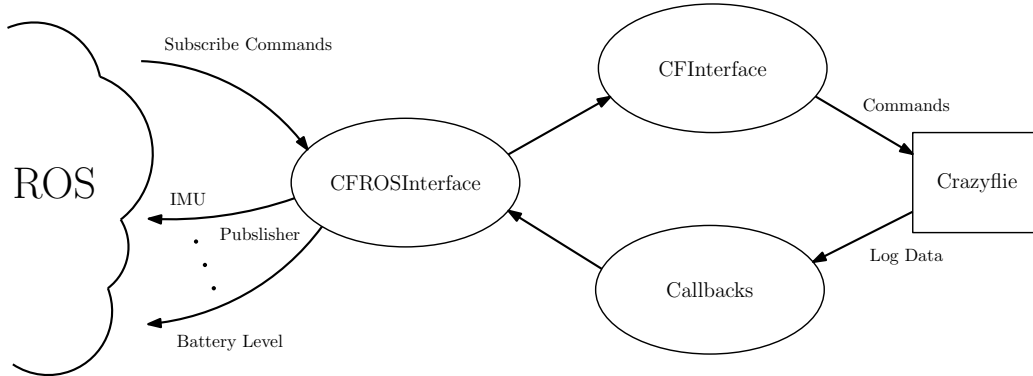 Subscribe Commands
CFInterface
Commands
ROS
CFROSInterface
Crazyflie
IMU
Pubslisher
Log Data
Callbacks
Battery Level